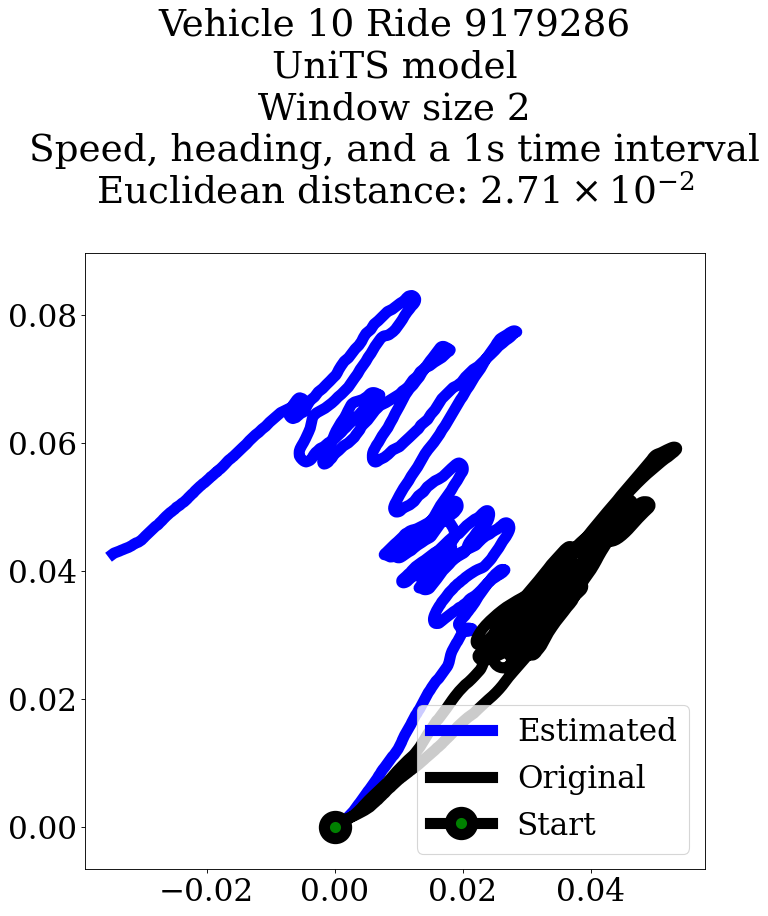 Vehicle 10 Ride 9179286
UniTS model
Window size 2
Speed, heading, and a 1s time interval
Euclidean distance: 2.71 × 10⁻²
0.08
0.06
0.04
0.02
0.00
Estimated
Original
Start
−0.02 0.00 0.02 0.04